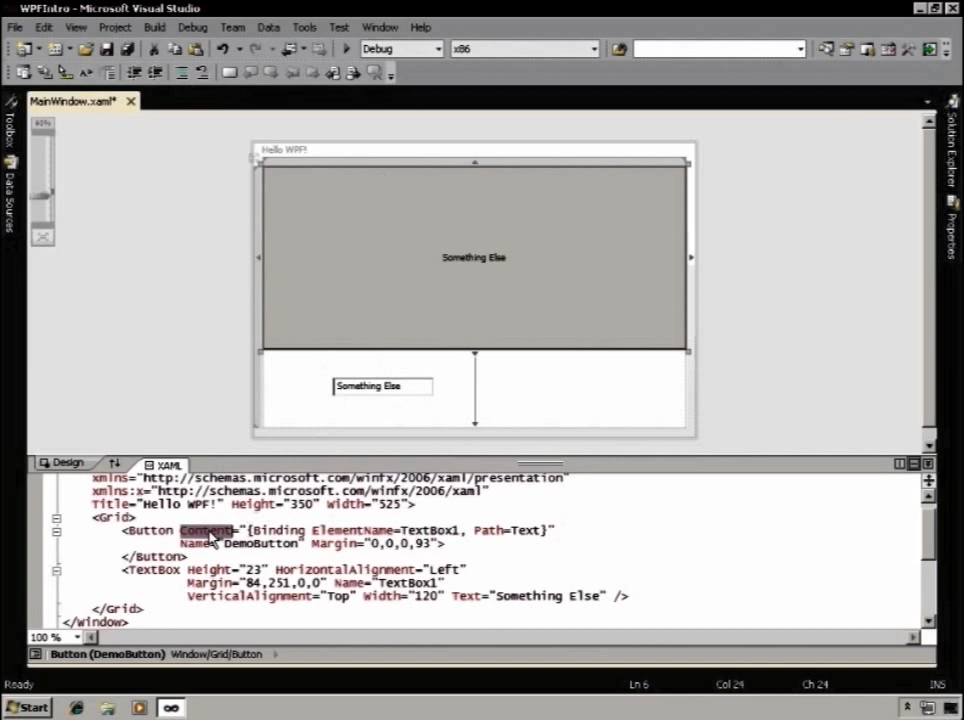 WPFIntro - Microsoft Visual Studio
File Edit View Project Build Debug Team Data Tools Test Window Help
Debug x86
MainWindow.xaml* X
Toolbox
Data Sources
Solution Explorer
Properties
60%
Hello WPF!
Something Else
Something Else
Design XAML
xmlns="http://schemas.microsoft.com/winfx/2006/xaml/presentation"
xmlns:x="http://schemas.microsoft.com/winfx/2006/xaml"
Title="Hello WPF!" Height="350" Width="525">
<Grid>
<Button Content="{Binding ElementName=TextBox1, Path=Text}"
Name="DemoButton" Margin="0,0,0,93">
</Button>
<TextBox Height="23" HorizontalAlignment="Left"
Margin="84,251,0,0" Name="TextBox1"
VerticalAlignment="Top" Width="120" Text="Something Else" />
</Grid>
</Window>
100 %
Button (DemoButton) Window/Grid/Button
Ready Ln 6 Col 24 Ch 24 INS
Start